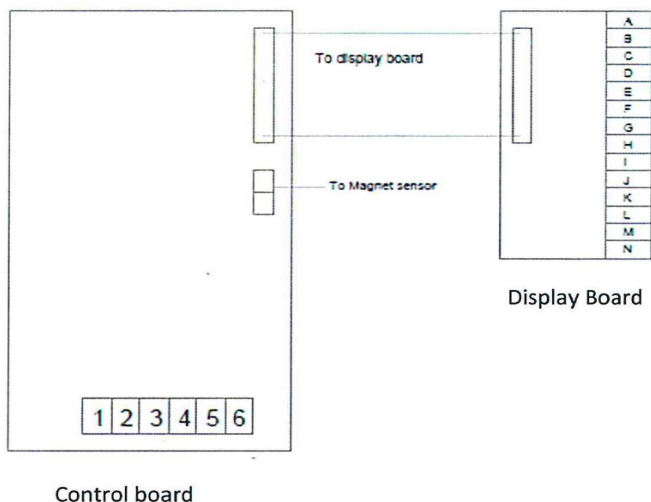 To display board
To Magnet sensor
A
B
C
D
E
F
G
H
I
J
K
L
M
N
Display Board
1 2 3 4 5 6
Control board